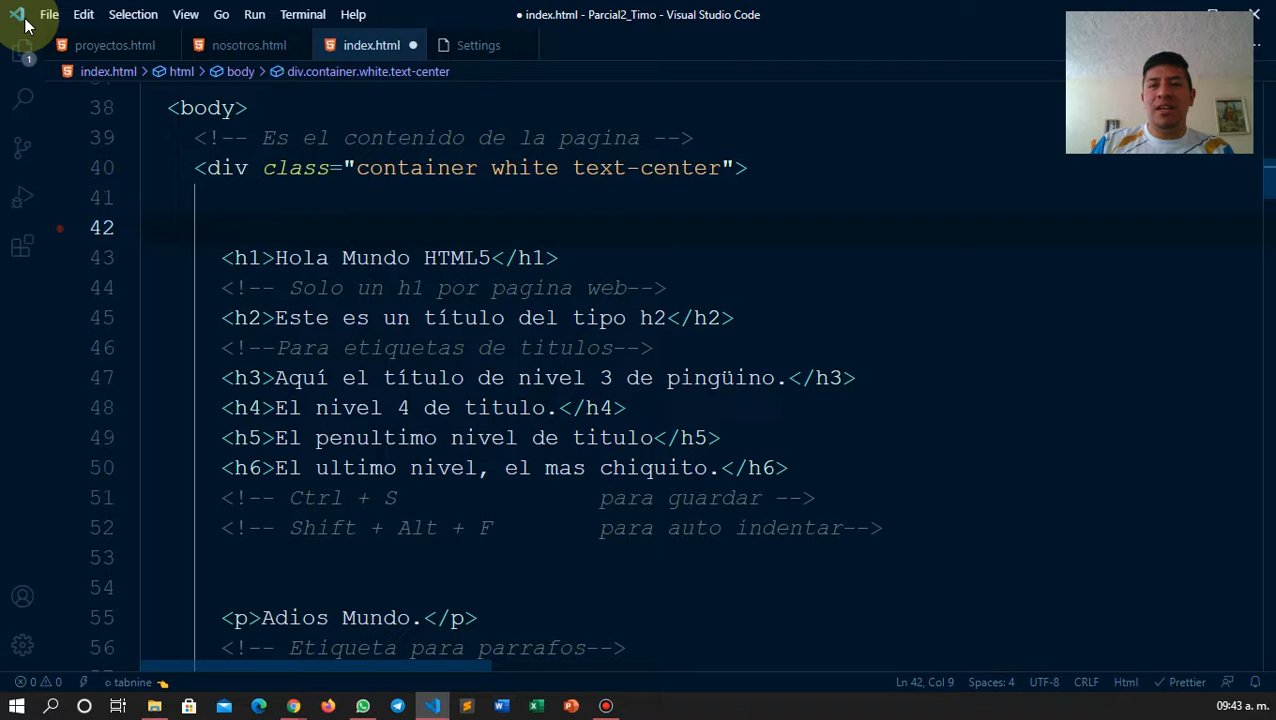 File Edit Selection View Go Run Terminal Help ● index.html - Parcial2_Timo - Visual Studio Code
proyectos.html nosotros.html index.html ● Settings
index.html > html > body > div.container.white.text-center
1
38 <body>
39 <!-- Es el contenido de la pagina -->
40 <div class="container white text-center">
41
42
43 <h1>Hola Mundo HTML5</h1>
44 <!-- Solo un h1 por pagina web-->
45 <h2>Este es un título del tipo h2</h2>
46 <!--Para etiquetas de titulos-->
47 <h3>Aquí el título de nivel 3 de pingüino.</h3>
48 <h4>El nivel 4 de titulo.</h4>
49 <h5>El penultimo nivel de titulo</h5>
50 <h6>El ultimo nivel, el mas chiquito.</h6>
51 <!-- Ctrl + S para guardar -->
52 <!-- Shift + Alt + F para auto indentar-->
53
54
55 <p>Adios Mundo.</p>
56 <!-- Etiqueta para parrafos-->
0 0 tabnine Ln 42, Col 9 Spaces: 4 UTF-8 CRLF Html Prettier
09:43 a. m.